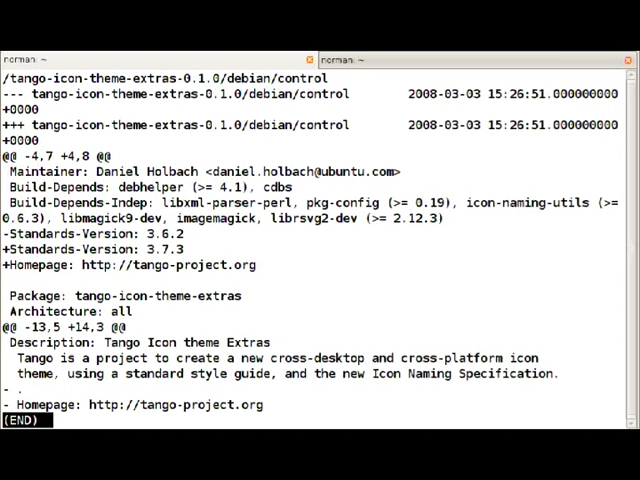 norman: ~ norman: ~
/tango-icon-theme-extras-0.1.0/debian/control
--- tango-icon-theme-extras-0.1.0/debian/control 2008-03-03 15:26:51.000000000
+0000
+++ tango-icon-theme-extras-0.1.0/debian/control 2008-03-03 15:26:51.000000000
+0000
@@ -4,7 +4,8 @@
Maintainer: Daniel Holbach <daniel.holbach@ubuntu.com>
Build-Depends: debhelper (>= 4.1), cdbs
Build-Depends-Indep: libxml-parser-perl, pkg-config (>= 0.19), icon-naming-utils (>=
0.6.3), libmagick9-dev, imagemagick, librsvg2-dev (>= 2.12.3)
-Standards-Version: 3.6.2
+Standards-Version: 3.7.3
+Homepage: http://tango-project.org
Package: tango-icon-theme-extras
Architecture: all
@@ -13,5 +14,3 @@
Description: Tango Icon theme Extras
Tango is a project to create a new cross-desktop and cross-platform icon
theme, using a standard style guide, and the new Icon Naming Specification.
- .
- Homepage: http://tango-project.org
(END)